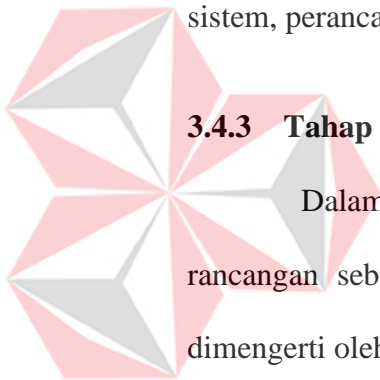 sistem, peranca
3.4.3 Tahap
Dalam
rancangan seb
dimengerti oleh